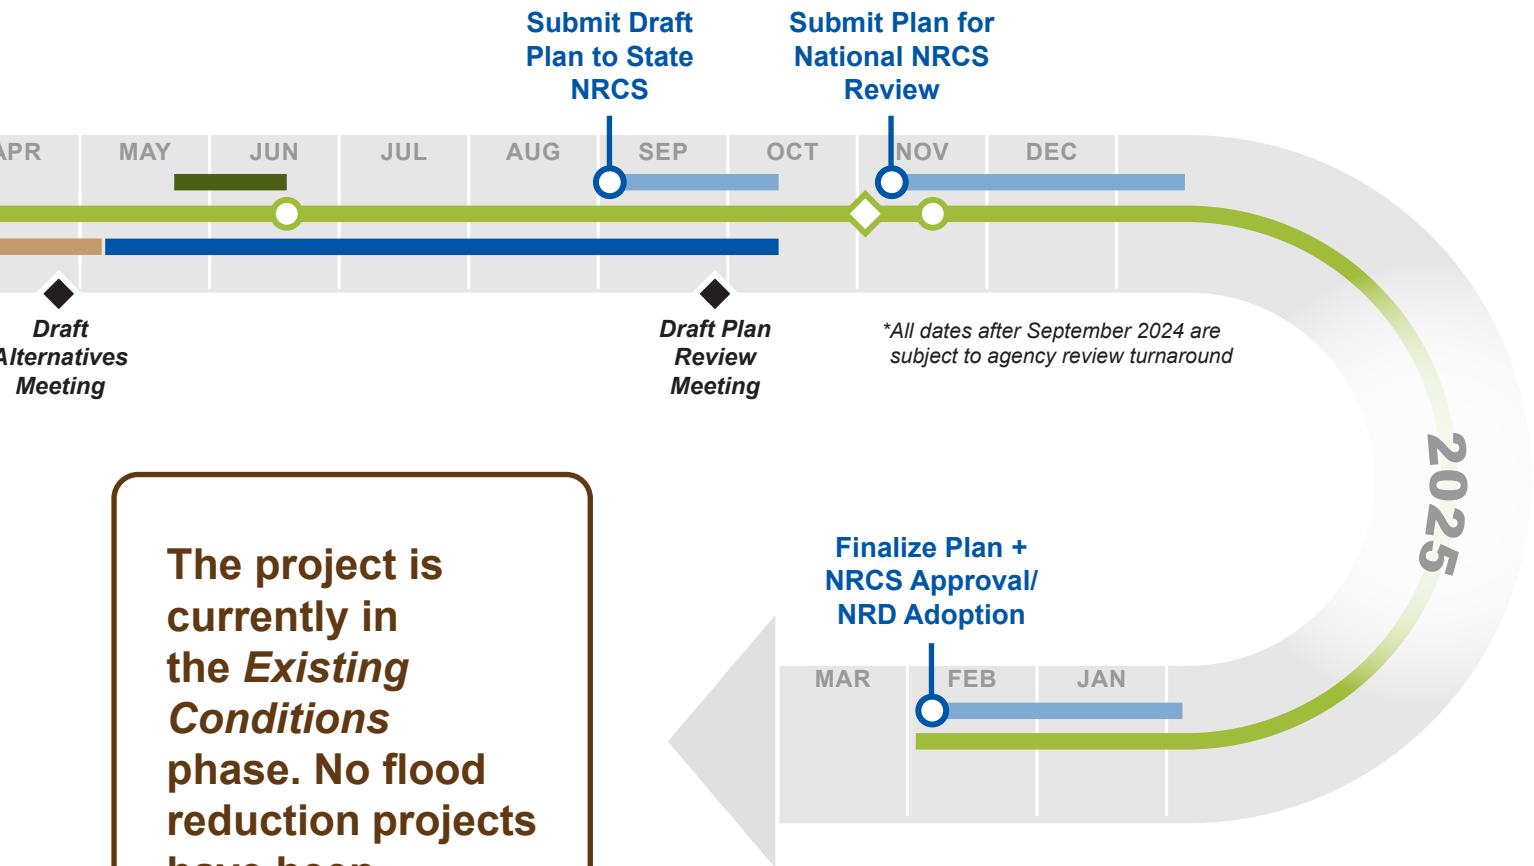 Submit Draft
Plan to State
NRCS
Submit Plan for
National NRCS
Review
APR MAY JUN JUL AUG SEP OCT NOV DEC
Draft
Alternatives
Meeting
Draft Plan
Review
Meeting
*All dates after September 2024 are
subject to agency review turnaround
2025
Finalize Plan +
NRCS Approval/
NRD Adoption
MAR FEB JAN
The project is
currently in
the Existing
Conditions
phase. No flood
reduction projects
have been